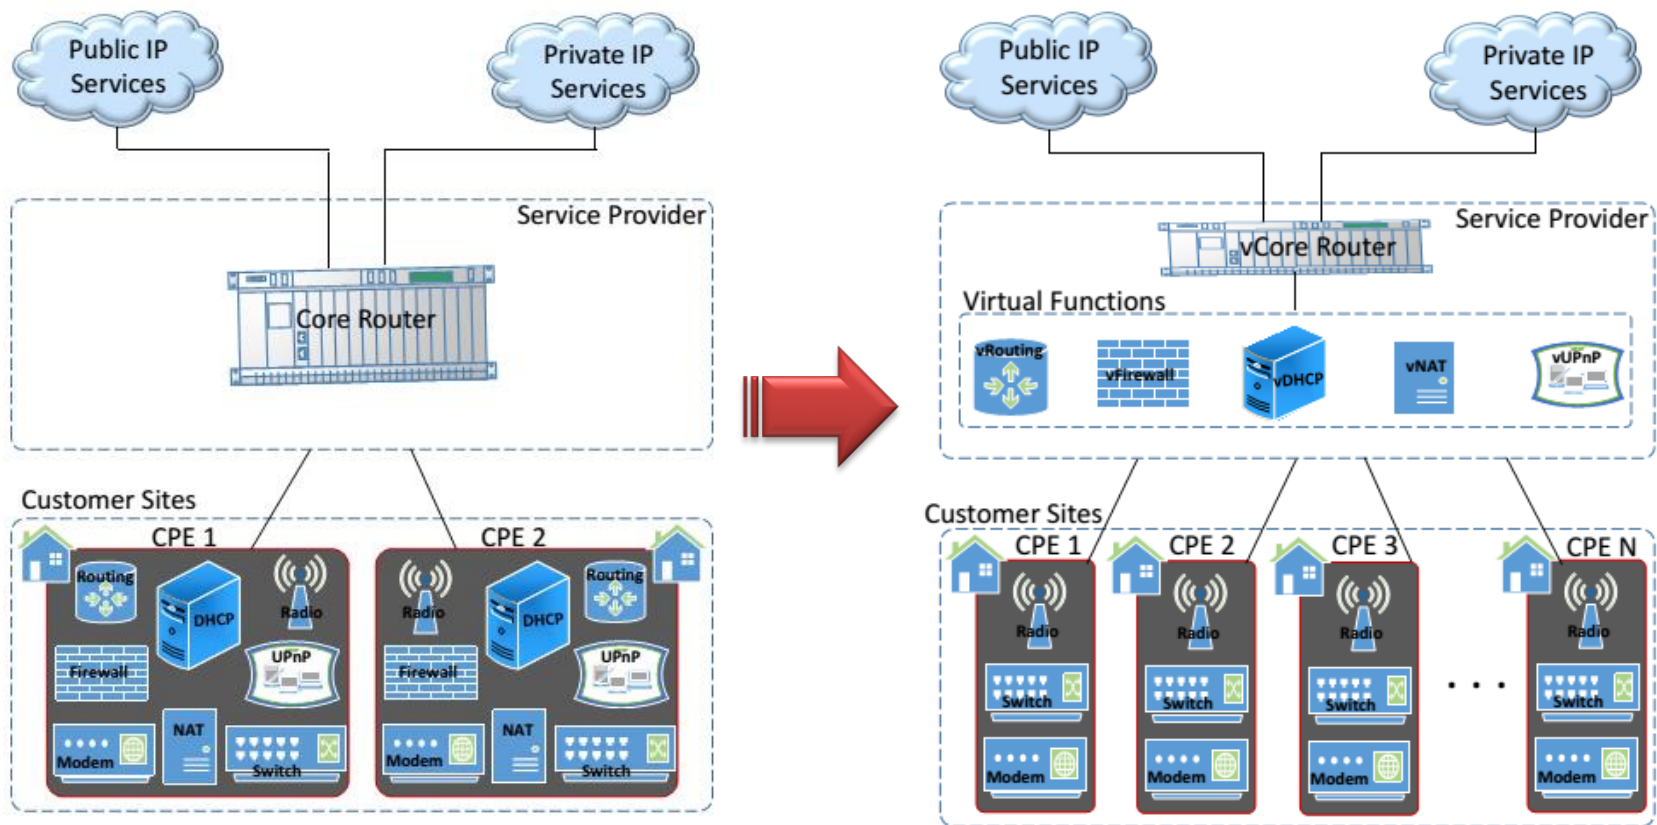 Public IP
Services
Private IP
Services
Service Provider
Core Router
Customer Sites
CPE 1
CPE 2
Routing
DHCP
Radio
Firewall
UPnP
Modem
NAT
Switch
Radio
DHCP
Routing
Firewall
UPnP
Modem
NAT
Switch
Public IP
Services
Private IP
Services
Service Provider
vCore Router
Virtual Functions
vRouting
vFirewall
vDHCP
vNAT
vUPnP
Customer Sites
CPE 1
CPE 2
CPE 3
CPE N
Radio
Radio
Radio
Radio
Switch
Switch
Switch
. . .
Switch
Modem
Modem
Modem
Modem